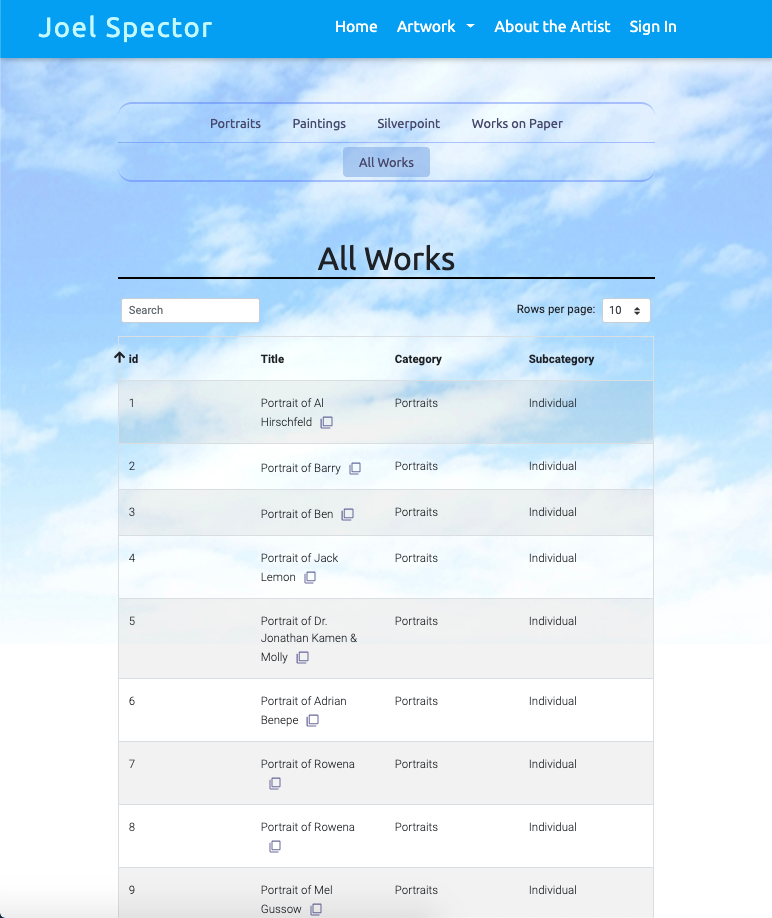 Joel Spector
Home Artwork About the Artist Sign In
Portraits Paintings Silverpoint Works on Paper
All Works
All Works
Search
Rows per page: 10
id Title Category Subcategory
1 Portrait of Al Portraits Individual
Hirschfeld
2 Portrait of Barry Portraits Individual
3 Portrait of Ben Portraits Individual
4 Portrait of Jack Portraits Individual
Lemon
5 Portrait of Dr. Portraits Individual
Jonathan Kamen &
Molly
6 Portrait of Adrian Portraits Individual
Benepe
7 Portrait of Rowena Portraits Individual
8 Portrait of Rowena Portraits Individual
9 Portrait of Mel Portraits Individual
Gussow